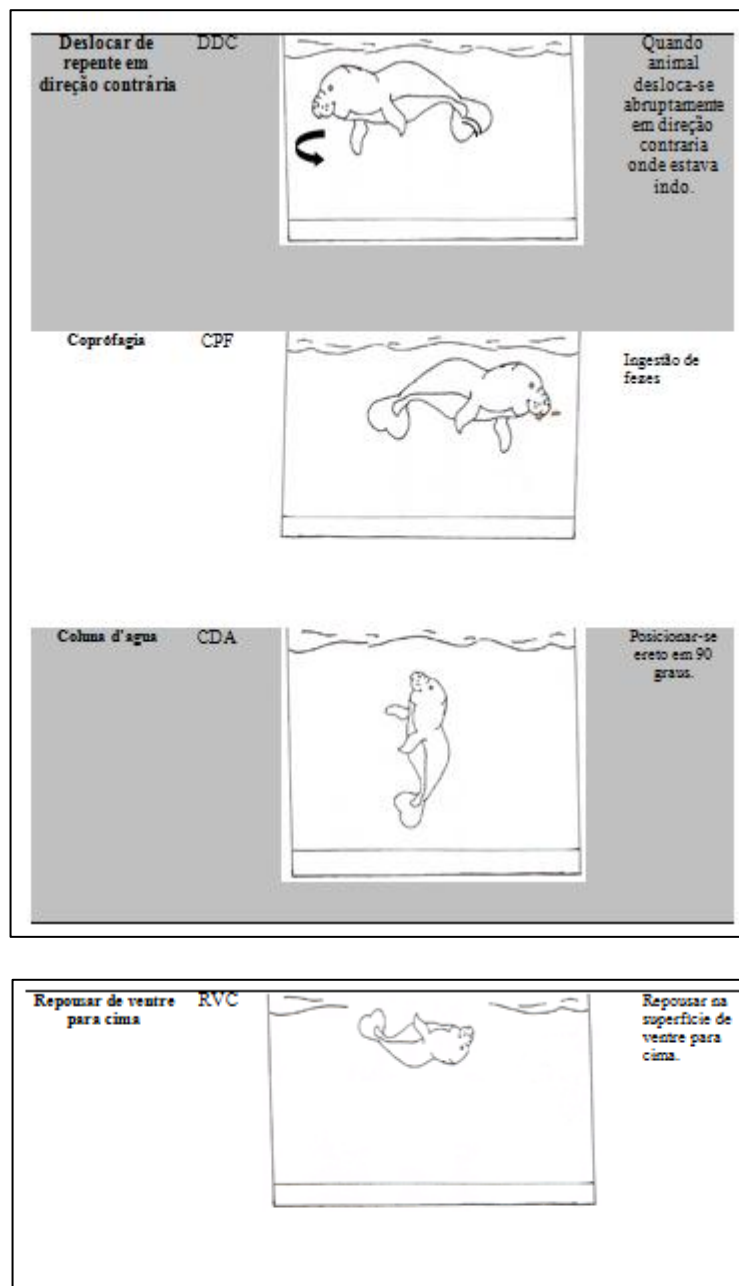 Deslocar de
repente em
direção contrária
DDC
Quando
animal
desloca-se
abruptamente
em direção
contraria
onde estava
indo.
Coprófagia
CPF
Ingestão de
fezes
Coluna d'agua
CDA
Posicionar-se
ereto em 90
graus.
Repousar de ventre
para cima
RVC
Repousar na
superfície de
ventre para
cima.